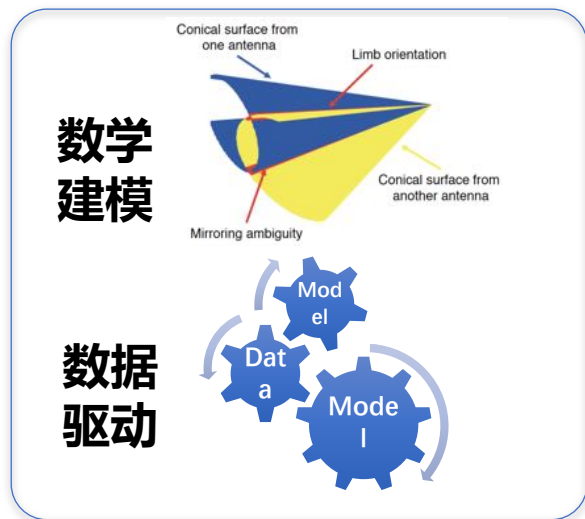 Conical surface from
one antenna
Limb orientation
数学
建模
Conical surface from
another antenna
Mirroring ambiguity
Mod
el
Dat
a
Mode
l
数据
驱动